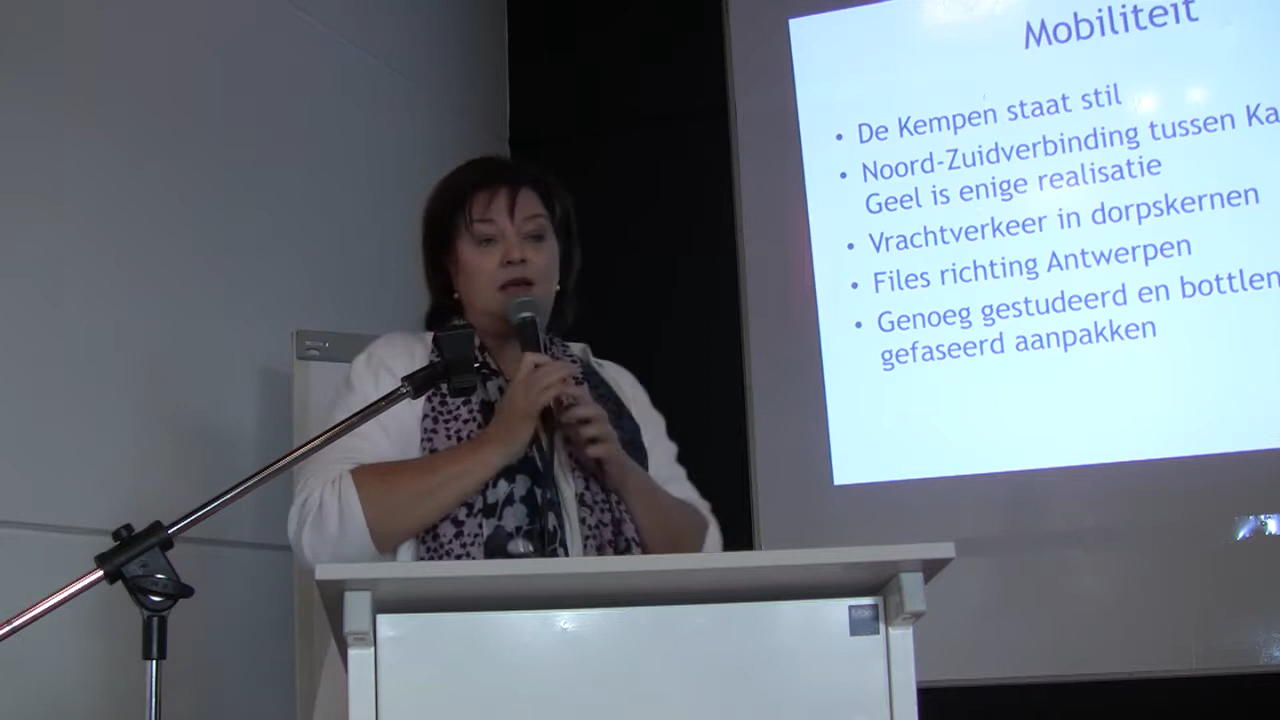 Mobiliteit
• De Kempen staat stil
• Noord-Zuidverbinding tussen Ka
Geel is enige realisatie
• Vrachtverkeer in dorpskernen
• Files richting Antwerpen
• Genoeg gestudeerd en bottlen
gefaseerd aanpakken